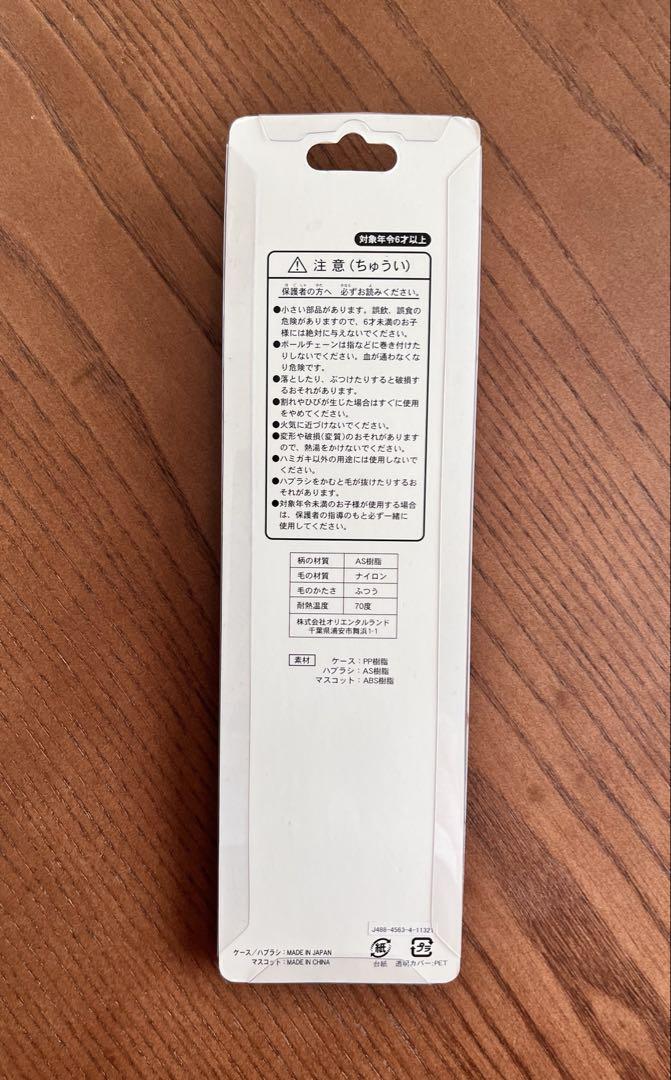 対象年令6才以上
注意(ちゅうい)
保護者の方へ 必ずお読みください。
●小さい部品があります。誤飲、誤食の
危険がありますので、6才未満のお子
様には絶対に与えないでください。
●ボールチェーンは指などに巻き付けた
りしないでください。血が通わなくな
り危険です。
●落としたり、ぶつけたりすると破損す
るおそれがあります。
●割れやひびが生じた場合はすぐに使用
をやめてください。
●火気に近づけないでください。
●変形や破損(変質)のおそれがあります
ので、熱湯をかけないでください。
●ハミガキ以外の用途には使用しないで
ください。
●ハブラシをかむと毛が抜けたりするお
それがあります。
●対象年令未満のお子様が使用する場合
は、保護者の指導のもと必ず一緒に
使用してください。
柄の材質 AS樹脂
毛の材質 ナイロン
毛のかたさ ふつう
耐熱温度 70度
株式会社オリエンタルランド
千葉県浦安市舞浜1-1
素材 ケース:PP樹脂
ハブラシ:AS樹脂
マスコット:ABS樹脂
J488-4563-4-11321
ケース/ハブラシ:MADE IN JAPAN
マスコット:MADE IN CHINA
紙 プラ
台紙 透明カバー:PET